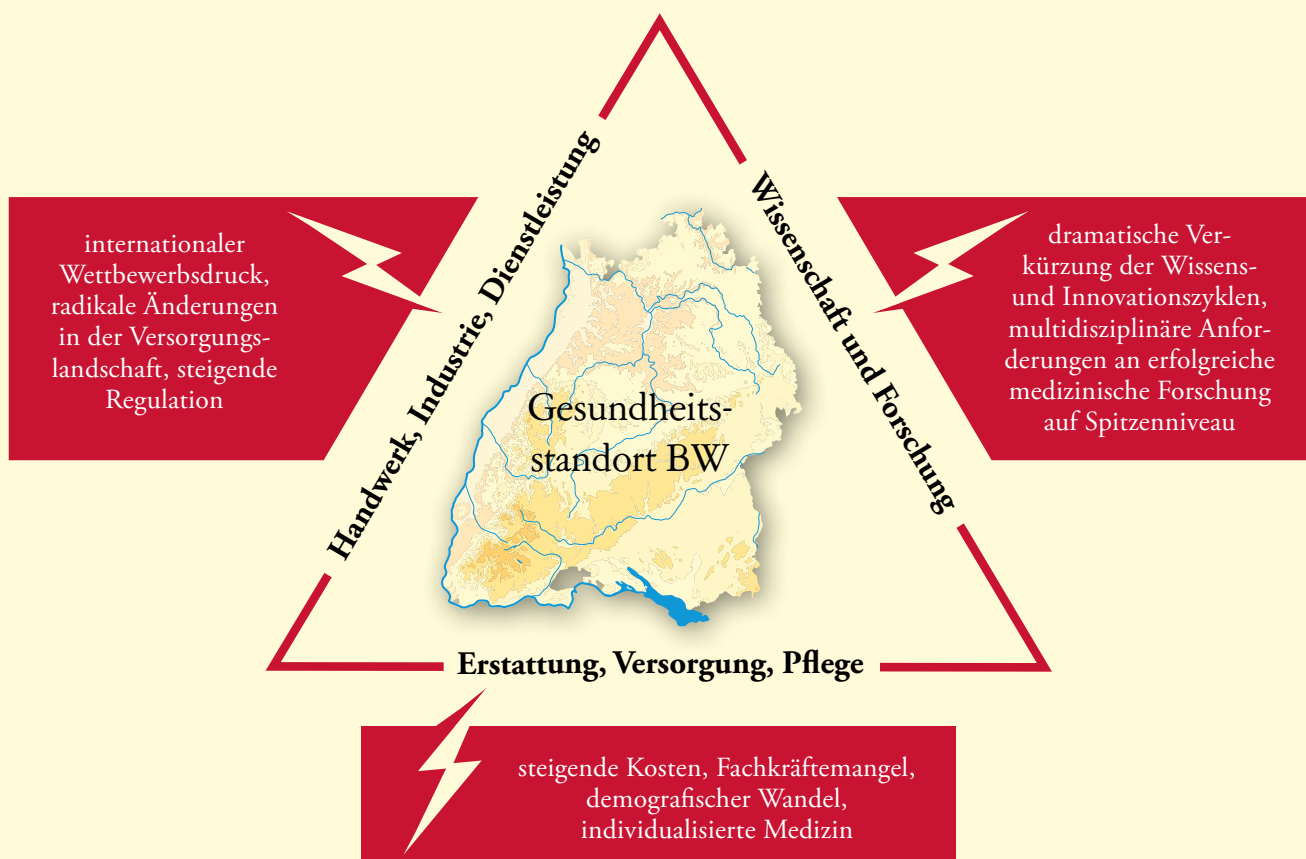 Handwerk, Industrie, Dienstleistung
Wissenschaft und Forschung
internationaler
Wettbewerbsdruck,
radikale Änderungen
in der Versorgungs-
landschaft, steigende
Regulation
dramatische Ver-
kürzung der Wissens-
und Innovationszyklen,
multidisziplinäre Anfor-
derungen an erfolgreiche
medizinische Forschung
auf Spitzenniveau
Gesundheits-
standort BW
Erstattung, Versorgung, Pflege
steigende Kosten, Fachkräftemangel,
demografischer Wandel,
individualisierte Medizin